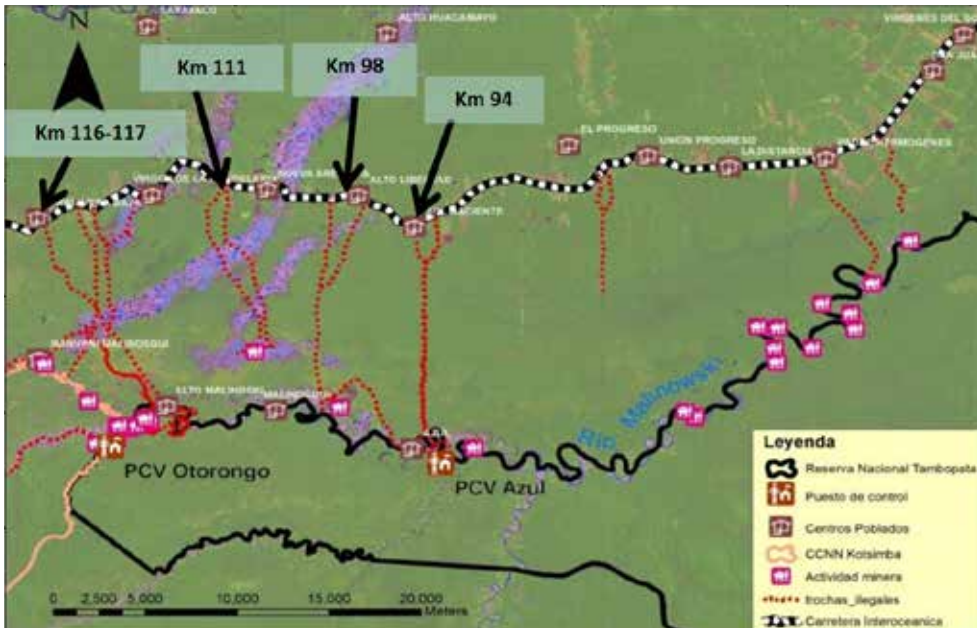 N
SARAYACO
ALTO HUACAMAYO
VIRGENES DEL SOL
Km 111
Km 98
Km 94
Km 116-117
EL PROGRESO
UNION PROGRESO
LA DISTANCIA
ALTO LIBERTAD
ALTO MALINOSKI
Rio Malinowski
PCV Otorongo
PCV Azul
Leyenda
Reserva Nacional Tambopata
Puesto de control
Centros Poblados
CCNN Kotsimba
Actividad minera
trochas_ilegales
Carretera Interoceanica
0 2,500 5,000 10,000 15,000 20,000
Meters